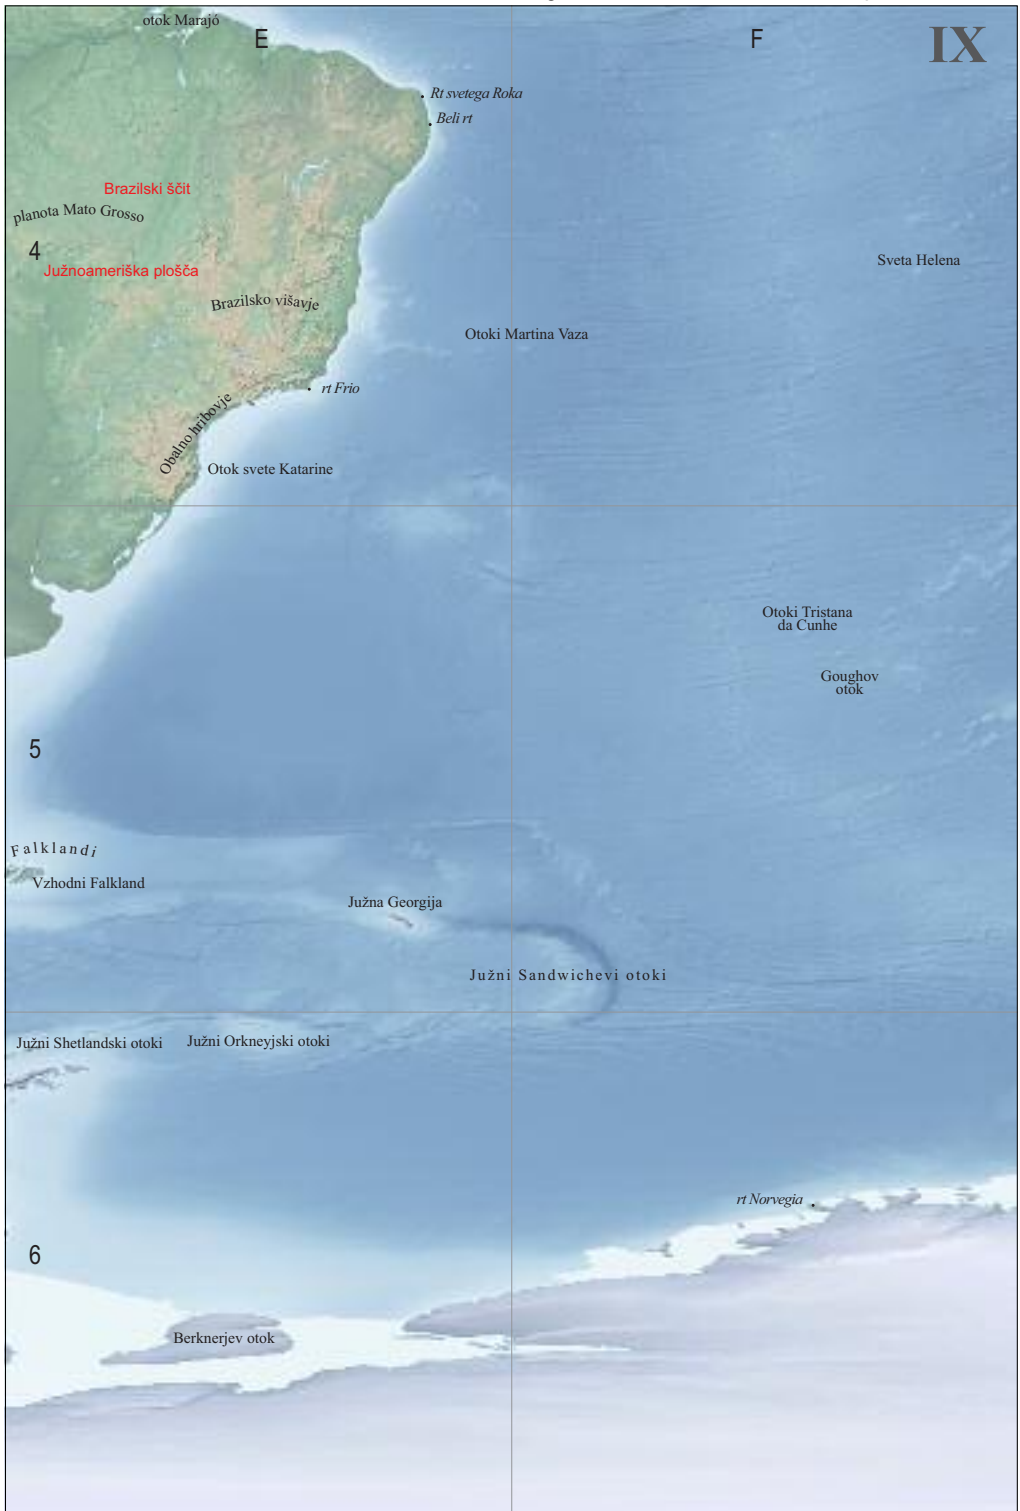 otok Marajó
E
F
IX
Rt svetega Roka
Beli rt
Brazilski ščit
planota Mato Grosso
4
Južnoameriška plošča
Sveta Helena
Brazilsko višavje
Otoki Martina Vaza
rt Frio
Obalno hribovje
Otok svete Katarine
Otoki Tristana
da Cunhe
Goughov
otok
5
Falklandi
Vzhodni Falkland
Južna Georgija
Južni Sandwichevi otoki
Južni Shetlandski otoki
Južni Orkneyjski otoki
rt Norvegia
6
Berknerjev otok